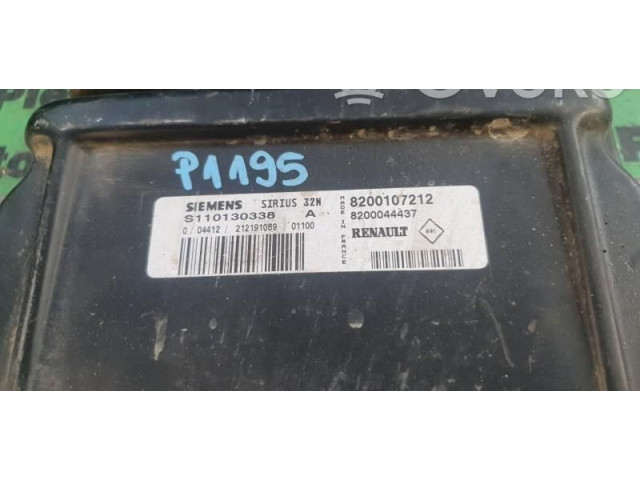 P1195
SIEMENS SIRIUS 32N
S110130338 A
0 / 04412 / 212191089 / 01100
MADE IN FRANCE
8200107212
8200044437
RENAULT